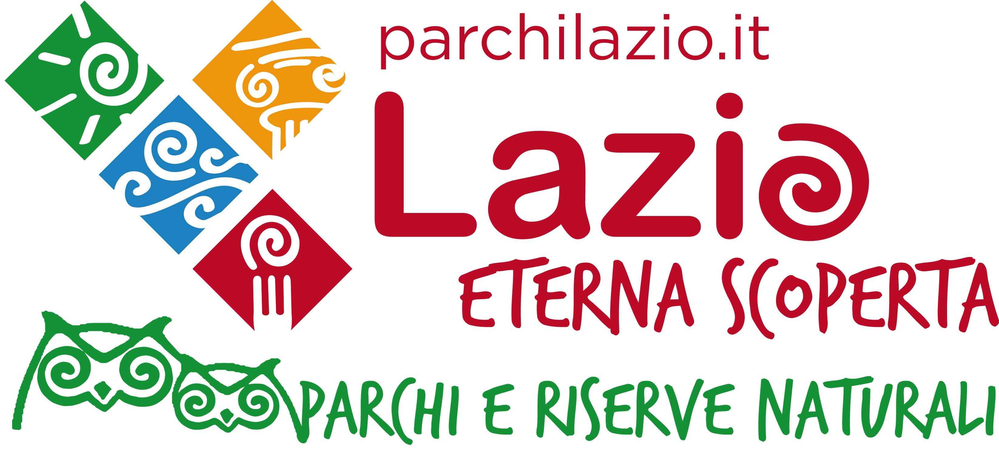 parchilazio.it
Lazio
ETERNA SCOPERTA
PARCHI E RISERVE NATURALI